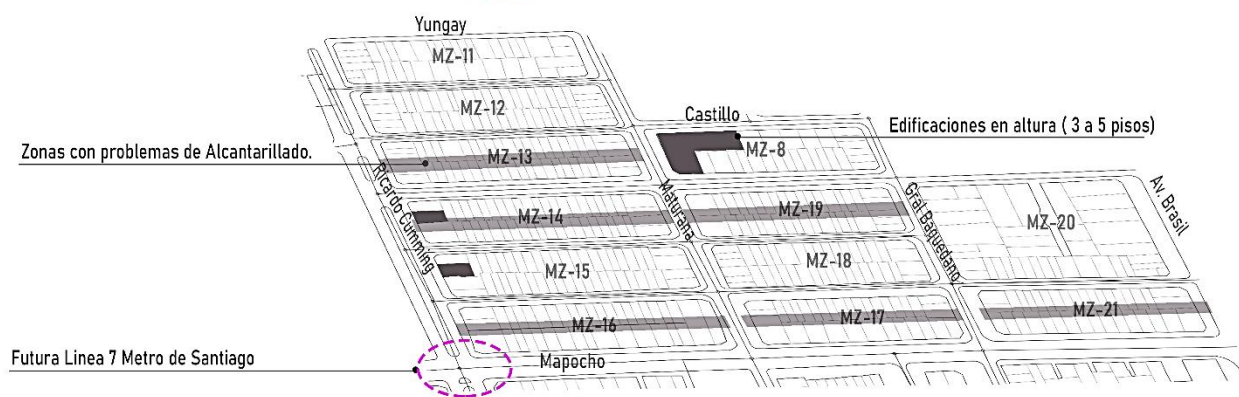 Yungay
MZ-11
MZ-12
Castillo
Edificaciones en altura ( 3 a 5 pisos)
Zonas con problemas de Alcantarillado.
MZ-13
MZ-8
Ricardo Cumming
Maturana
Gral Baquedano
Av. Brasil
MZ-14
MZ-19
MZ-20
MZ-15
MZ-18
MZ-16
MZ-17
MZ-21
Futura Linea 7 Metro de Santiago
Mapocho